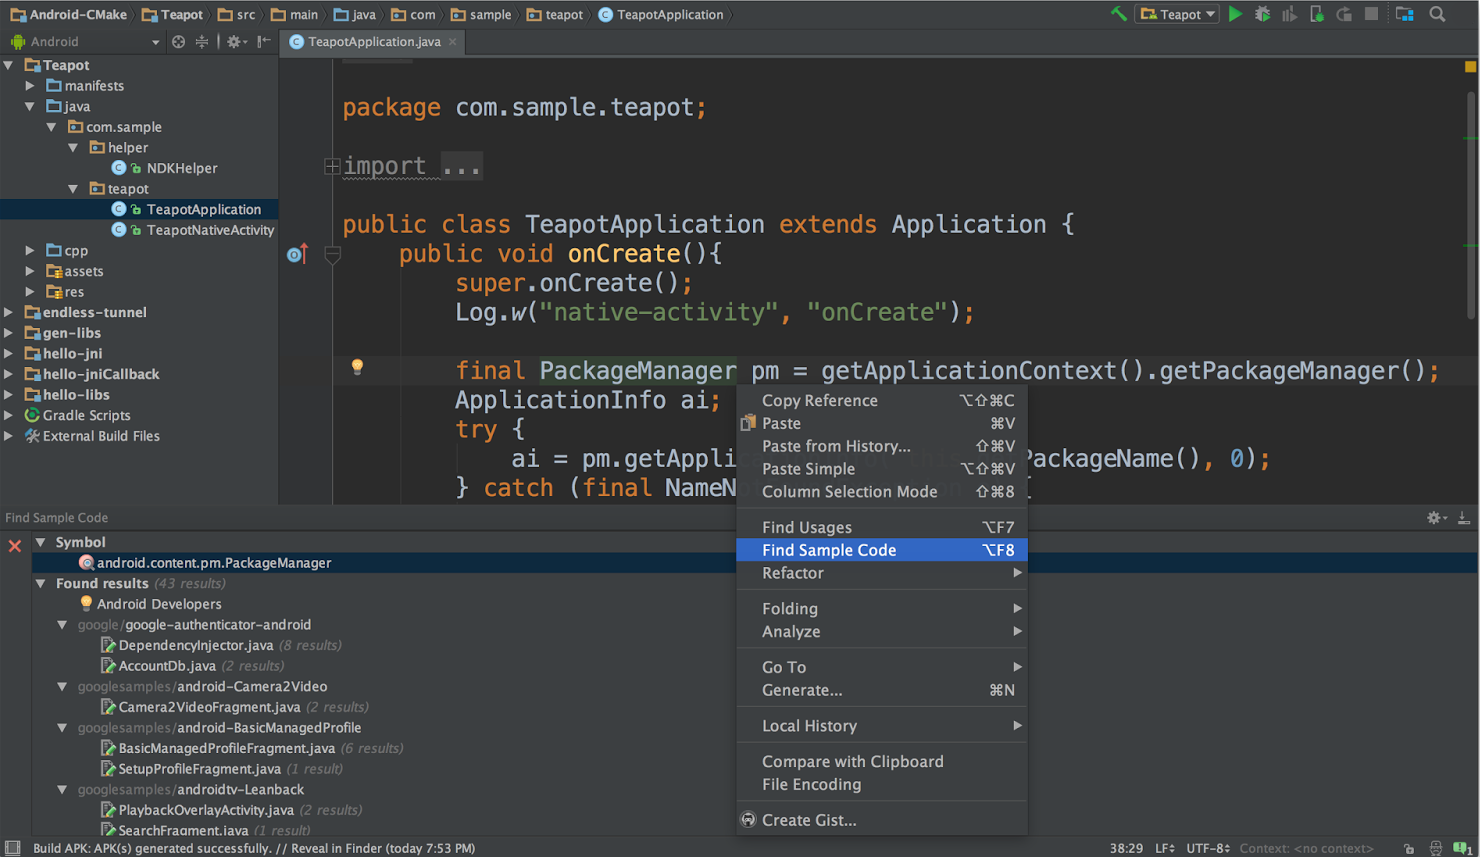 Android-CMake Teapot src main java com sample teapot TeapotApplication Teapot
Android TeapotApplication.java
Teapot
manifests
java
com.sample
helper
NDKHelper
teapot
TeapotApplication
TeapotNativeActivity
cpp
assets
res
endless-tunnel
gen-libs
hello-jni
hello-jniCallback
hello-libs
Gradle Scripts
External Build Files
package com.sample.teapot;
import ...
public class TeapotApplication extends Application {
public void onCreate(){
super.onCreate();
Log.w("native-activity", "onCreate");
final PackageManager pm = getApplicationContext().getPackageManager();
ApplicationInfo ai;
try {
ai = pm.getAppli PackageName(), 0);
} catch (final NameN {
Copy Reference ⌥⇧⌘C
Paste ⌘V
Paste from History... ⇧⌘V
Paste Simple ⌥⇧⌘V
Column Selection Mode ⇧⌘8
Find Usages ⌥F7
Find Sample Code ⌥F8
Refactor
Folding
Analyze
Go To
Generate... ⌘N
Local History
Compare with Clipboard
File Encoding
Create Gist...
Find Sample Code
Symbol
android.content.pm.PackageManager
Found results (43 results)
Android Developers
google/google-authenticator-android
DependencyInjector.java (8 results)
AccountDb.java (2 results)
googlesamples/android-Camera2Video
Camera2VideoFragment.java (2 results)
googlesamples/android-BasicManagedProfile
BasicManagedProfileFragment.java (6 results)
SetupProfileFragment.java (1 result)
googlesamples/androidtv-Leanback
PlaybackOverlayActivity.java (2 results)
SearchFragment.java (1 result)
Build APK: APK(s) generated successfully. // Reveal in Finder (today 7:53 PM) 38:29 LF UTF-8 Context: <no context> 1